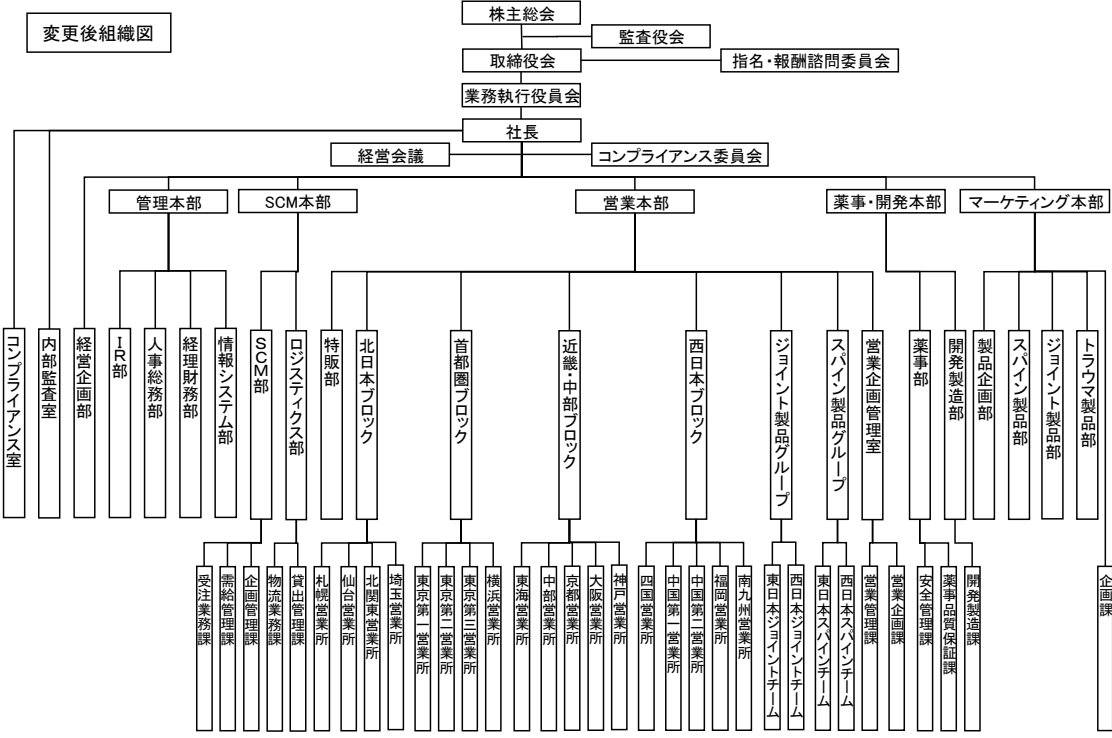 変更後組織図
株主総会
監査役会
取締役会
指名・報酬諮問委員会
業務執行役員会
社長
経営会議
コンプライアンス委員会
管理本部
SCM本部
営業本部
薬事・開発本部
マーケティング本部
コンプライアンス室
内部監査室
経営企画部
IR部
人事総務部
経理財務部
情報システム部
SCM部
ロジスティクス部
特販部
北日本ブロック
首都圏ブロック
近畿・中部ブロック
西日本ブロック
ジョイント製品グループ
スパイン製品グループ
営業企画管理室
薬事部
開発製造部
製品企画部
スパイン製品部
ジョイント製品部
トラウマ製品部
受注業務課
需給管理課
企画管理課
物流業務課
貸出管理課
札幌営業所
仙台営業所
北関東営業所
埼玉営業所
東京第一営業所
東京第二営業所
東京第三営業所
横浜営業所
東海営業所
中部営業所
京都営業所
大阪営業所
神戸営業所
四国営業所
中国第一営業所
中国第二営業所
福岡営業所
南九州営業所
東日本ジョイントチーム
西日本ジョイントチーム
東日本スパインチーム
西日本スパインチーム
営業管理課
営業企画課
安全管理課
薬事品質保証課
開発製造課
企画課